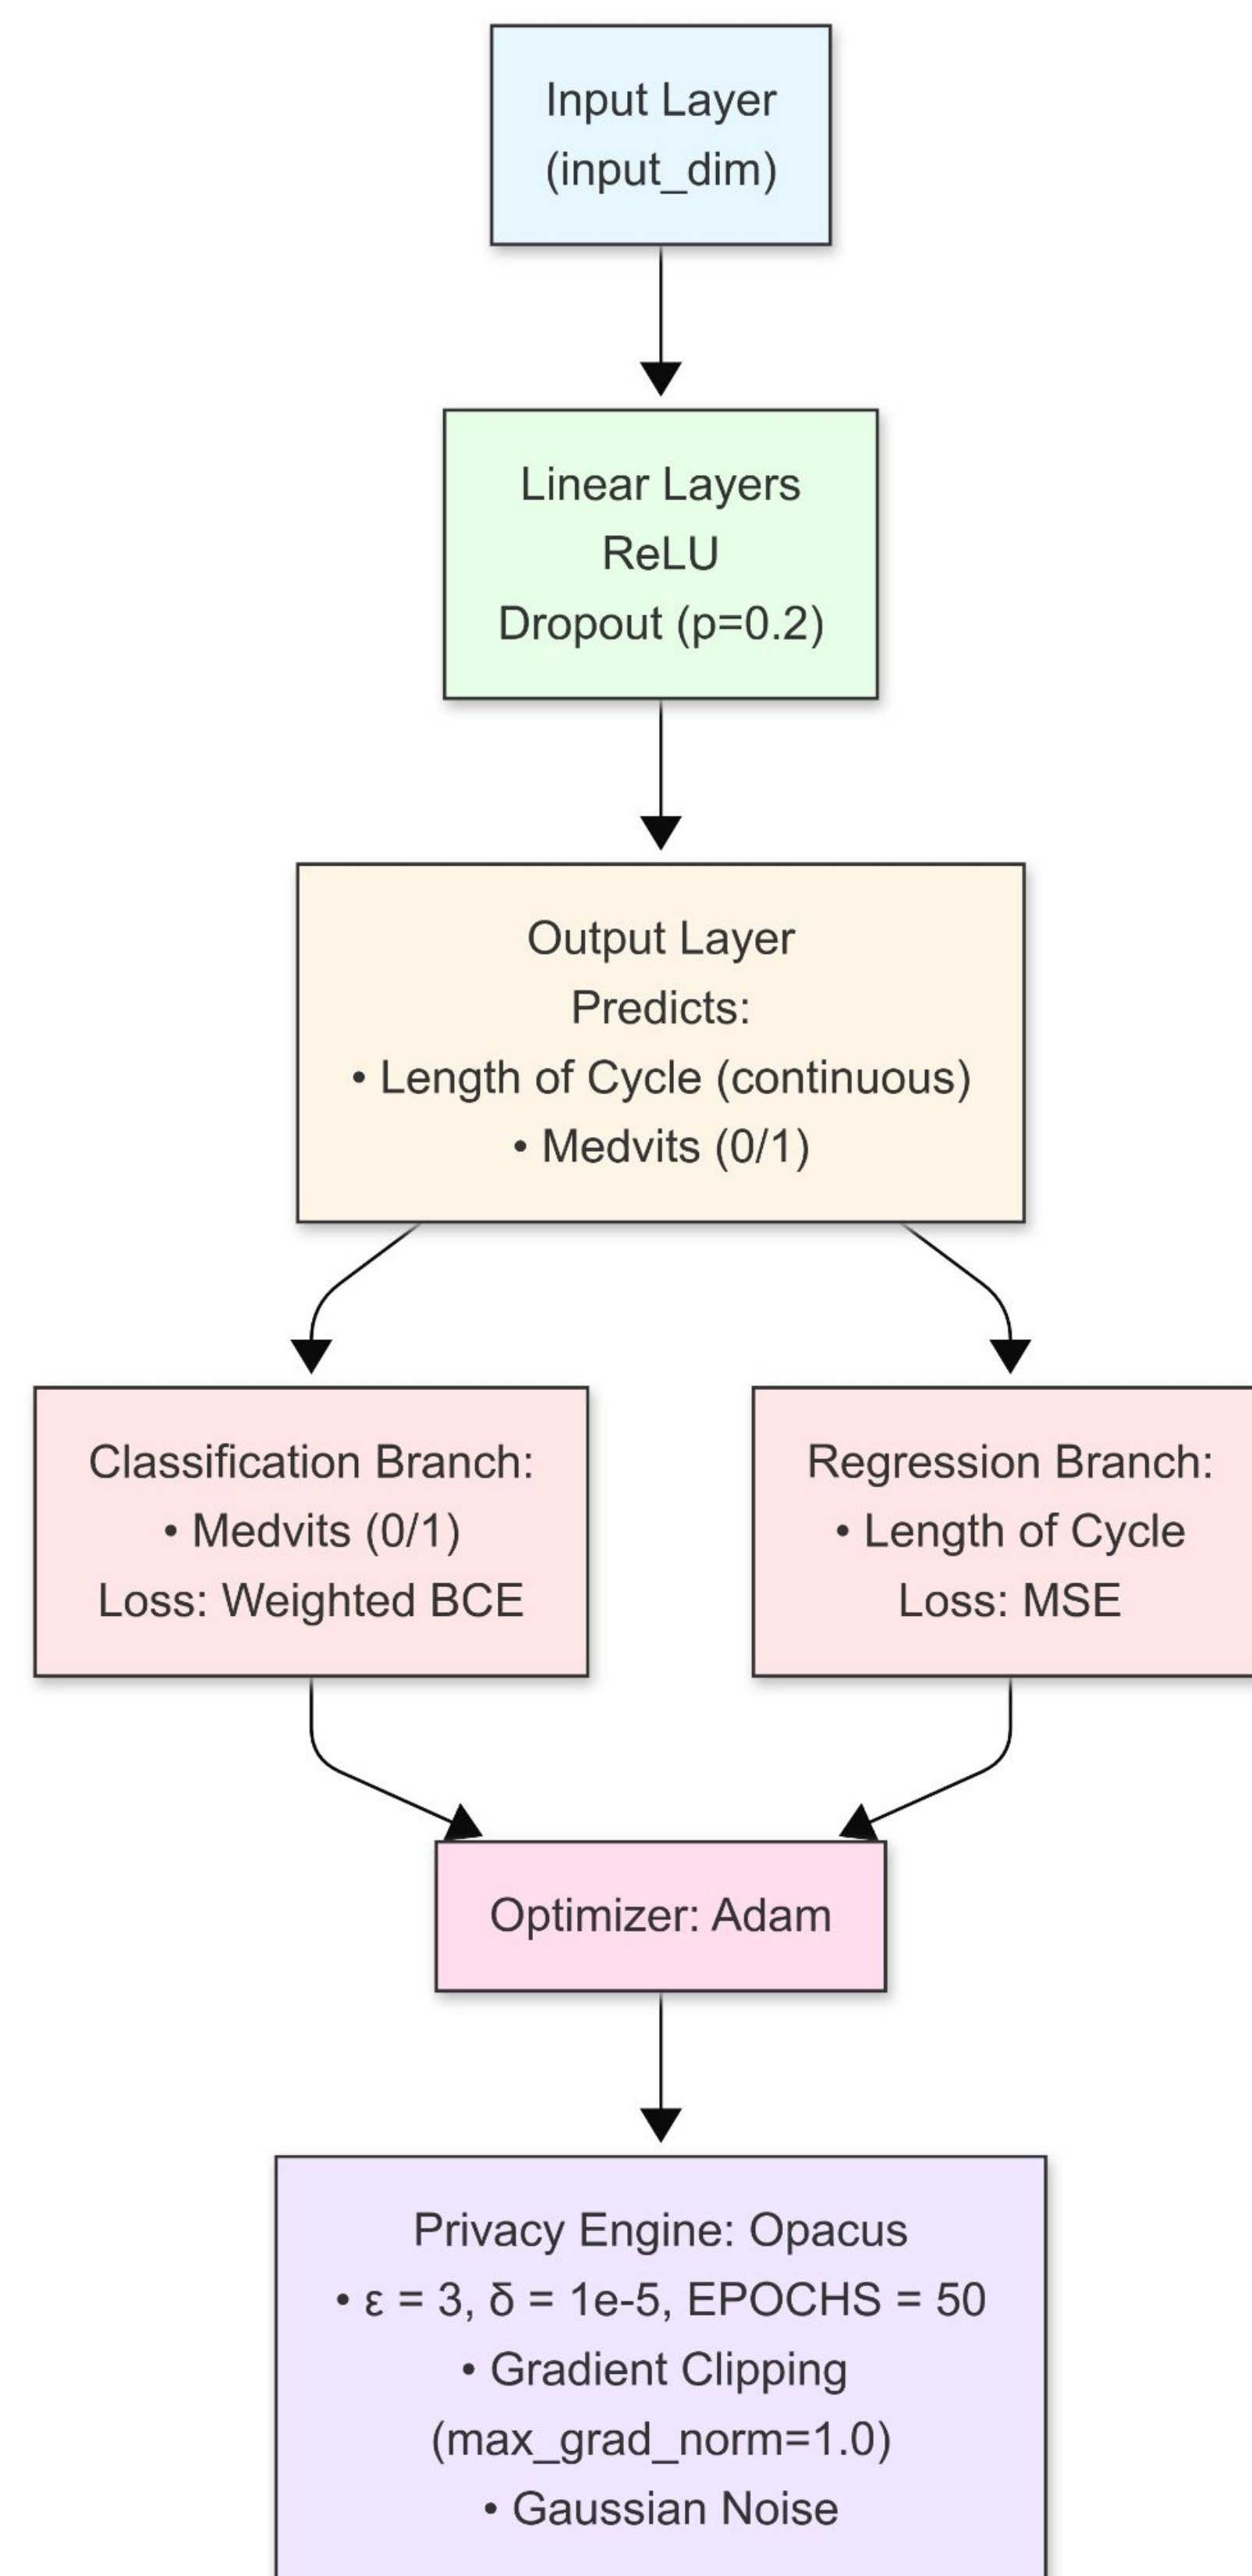 Input Layer
(input_dim)
Linear Layers
ReLU
Dropout (p=0.2)
Output Layer
Predicts:
• Length of Cycle (continuous)
• Medvits (0/1)
Classification Branch:
• Medvits (0/1)
Loss: Weighted BCE
Regression Branch:
• Length of Cycle
Loss: MSE
Optimizer: Adam
Privacy Engine: Opacus
• ε = 3, δ = 1e-5, EPOCHS = 50
• Gradient Clipping
(max_grad_norm=1.0)
• Gaussian Noise